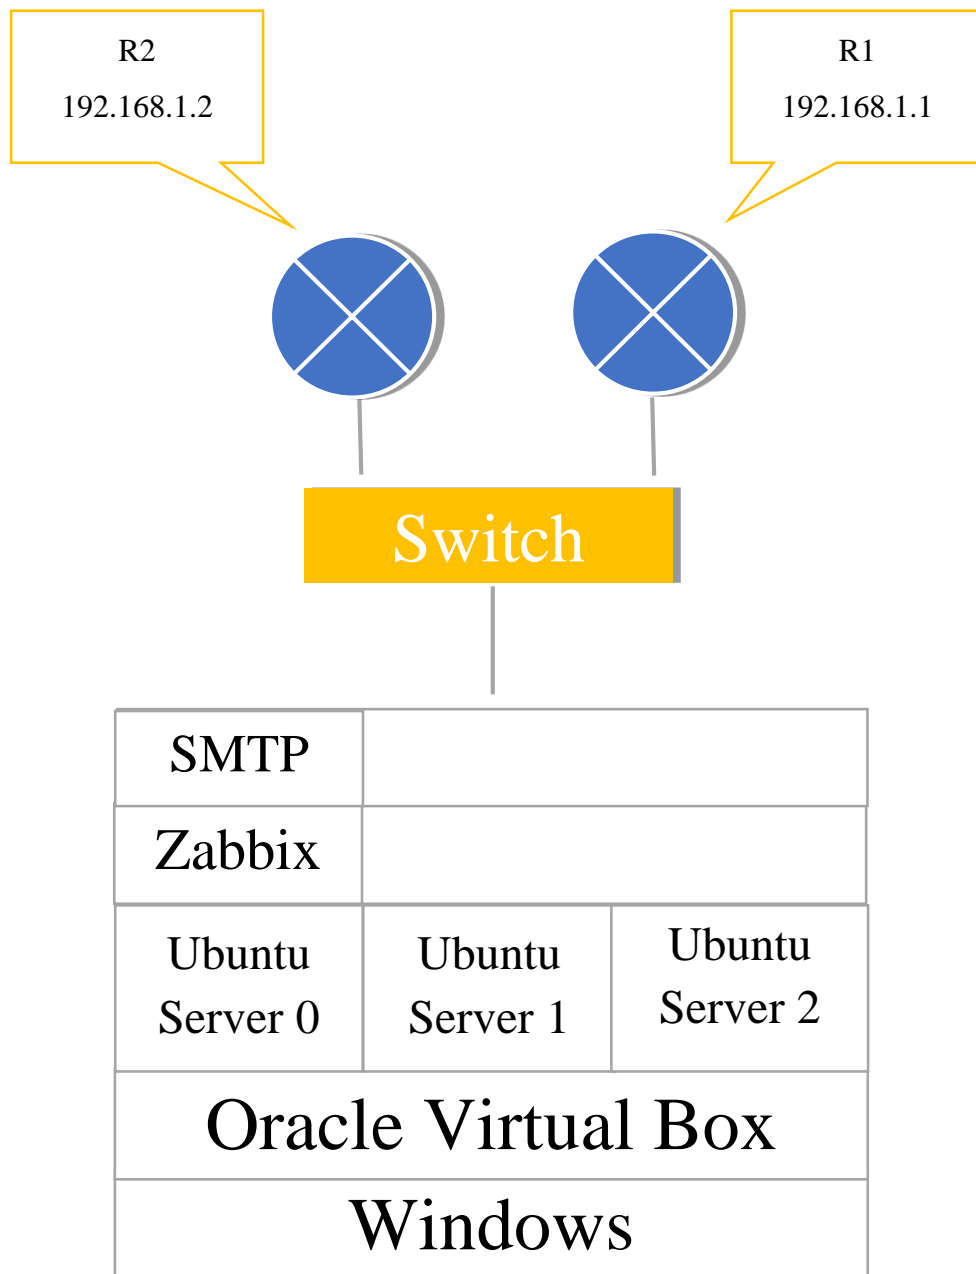 R2
192.168.1.2
R1
192.168.1.1
Switch
SMTP
Zabbix
Ubuntu
Server 0
Ubuntu
Server 1
Ubuntu
Server 2
Oracle Virtual Box
Windows